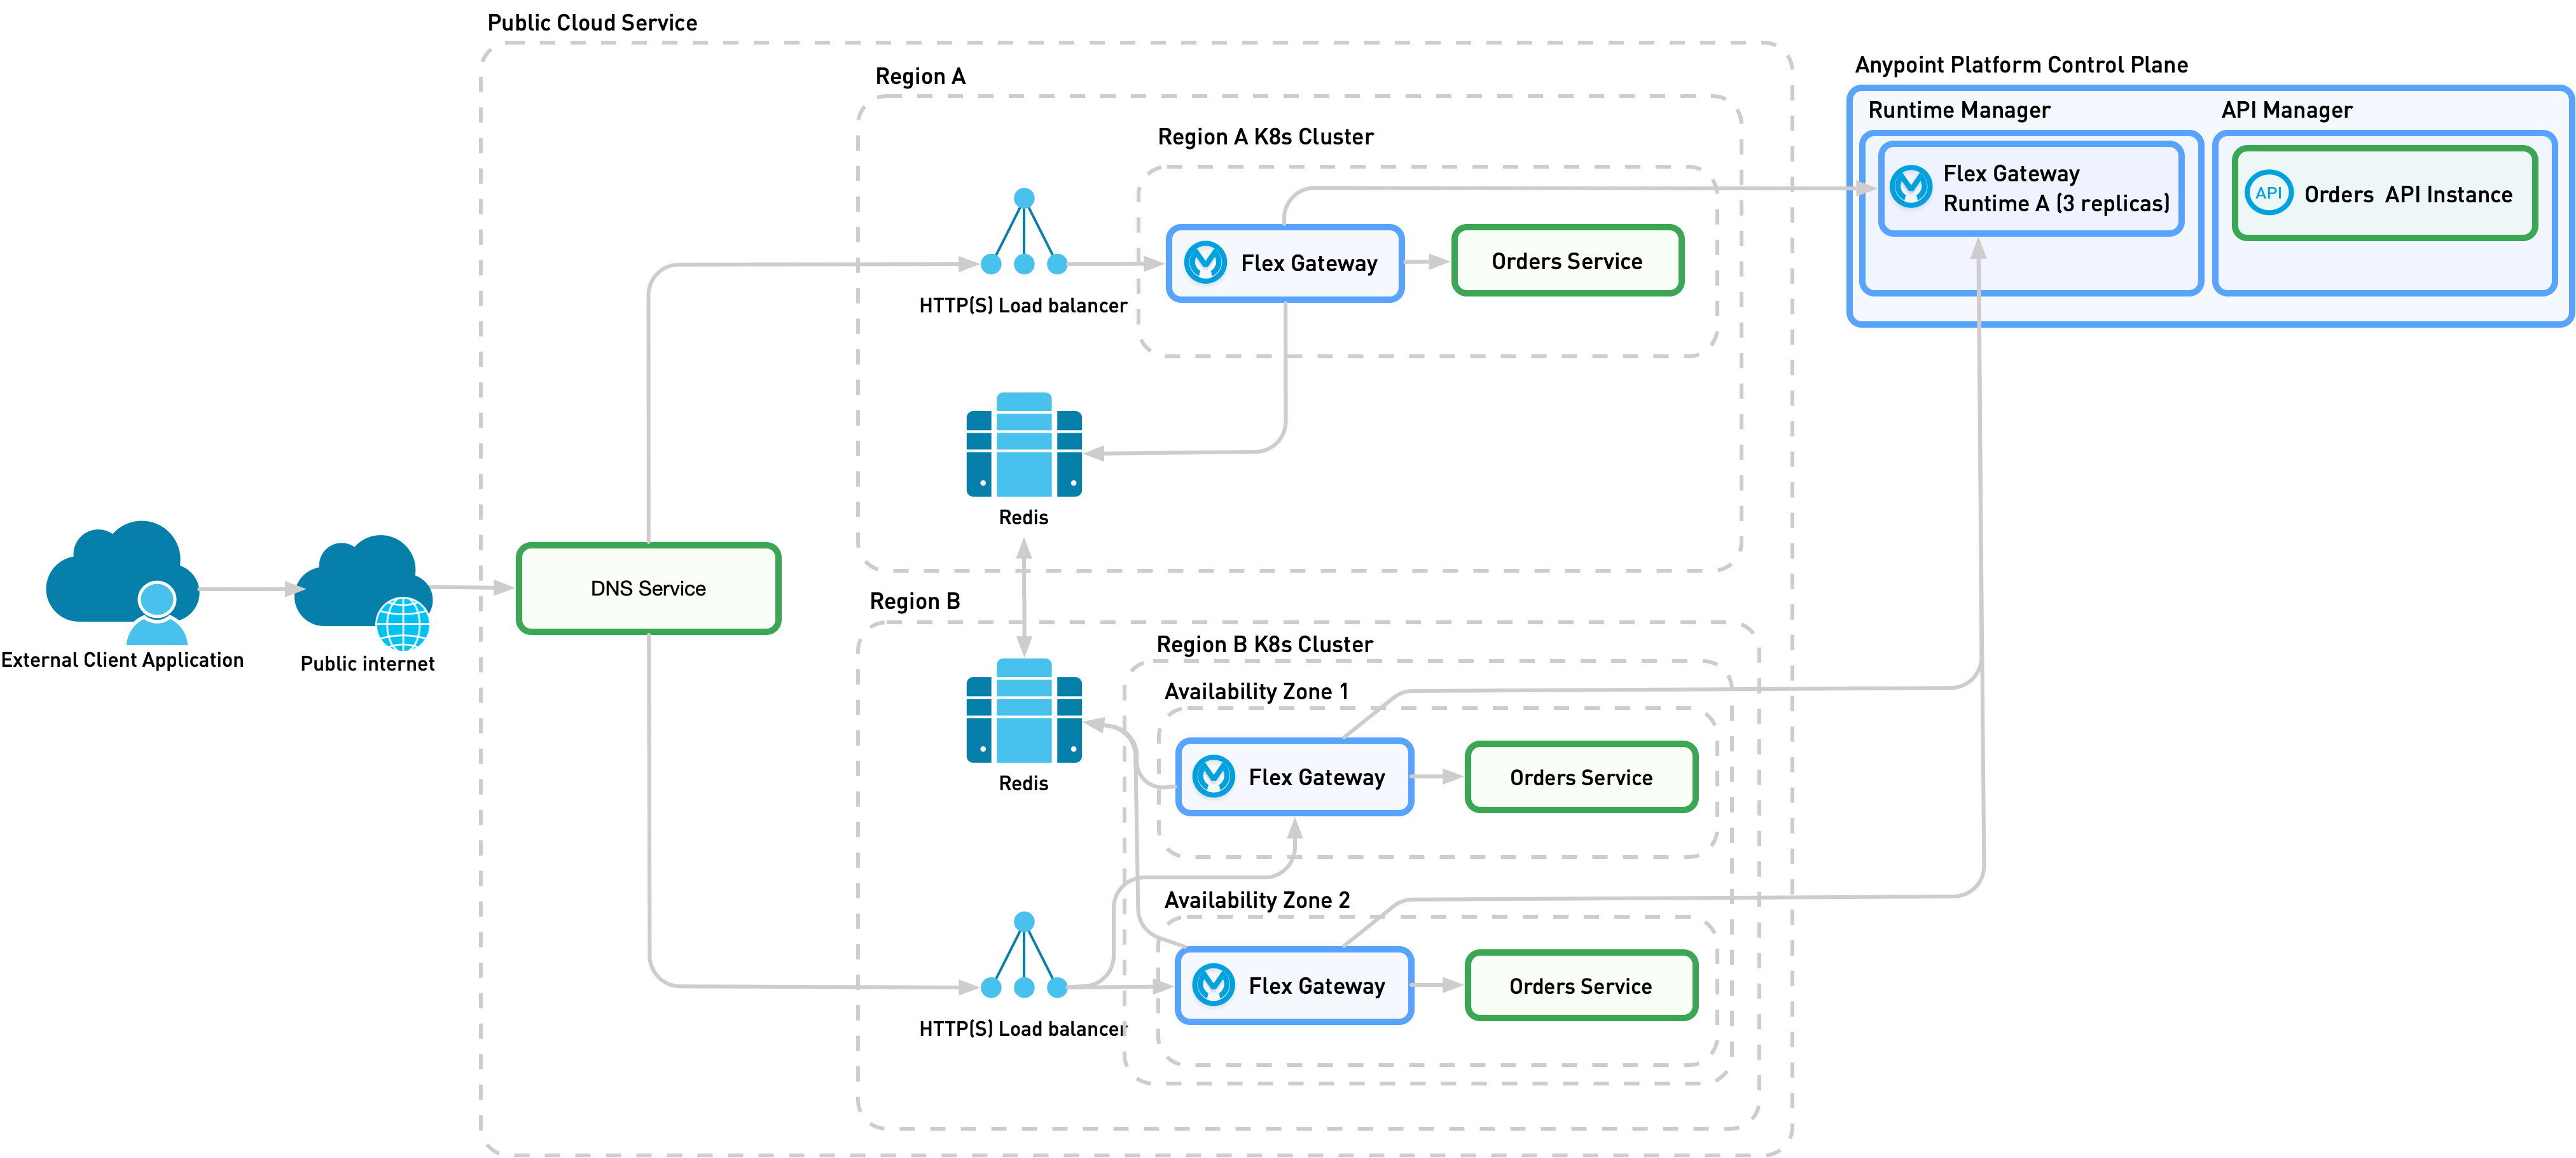 Public Cloud Service
Region A
Region A K8s Cluster
Flex Gateway
Orders Service
HTTP(S) Load balancer
Redis
Anypoint Platform Control Plane
Runtime Manager
Flex Gateway
Runtime A (3 replicas)
API Manager
API
Orders API Instance
External Client Application
Public internet
DNS Service
Region B
Region B K8s Cluster
Availability Zone 1
Flex Gateway
Orders Service
Redis
Availability Zone 2
Flex Gateway
Orders Service
HTTP(S) Load balancer